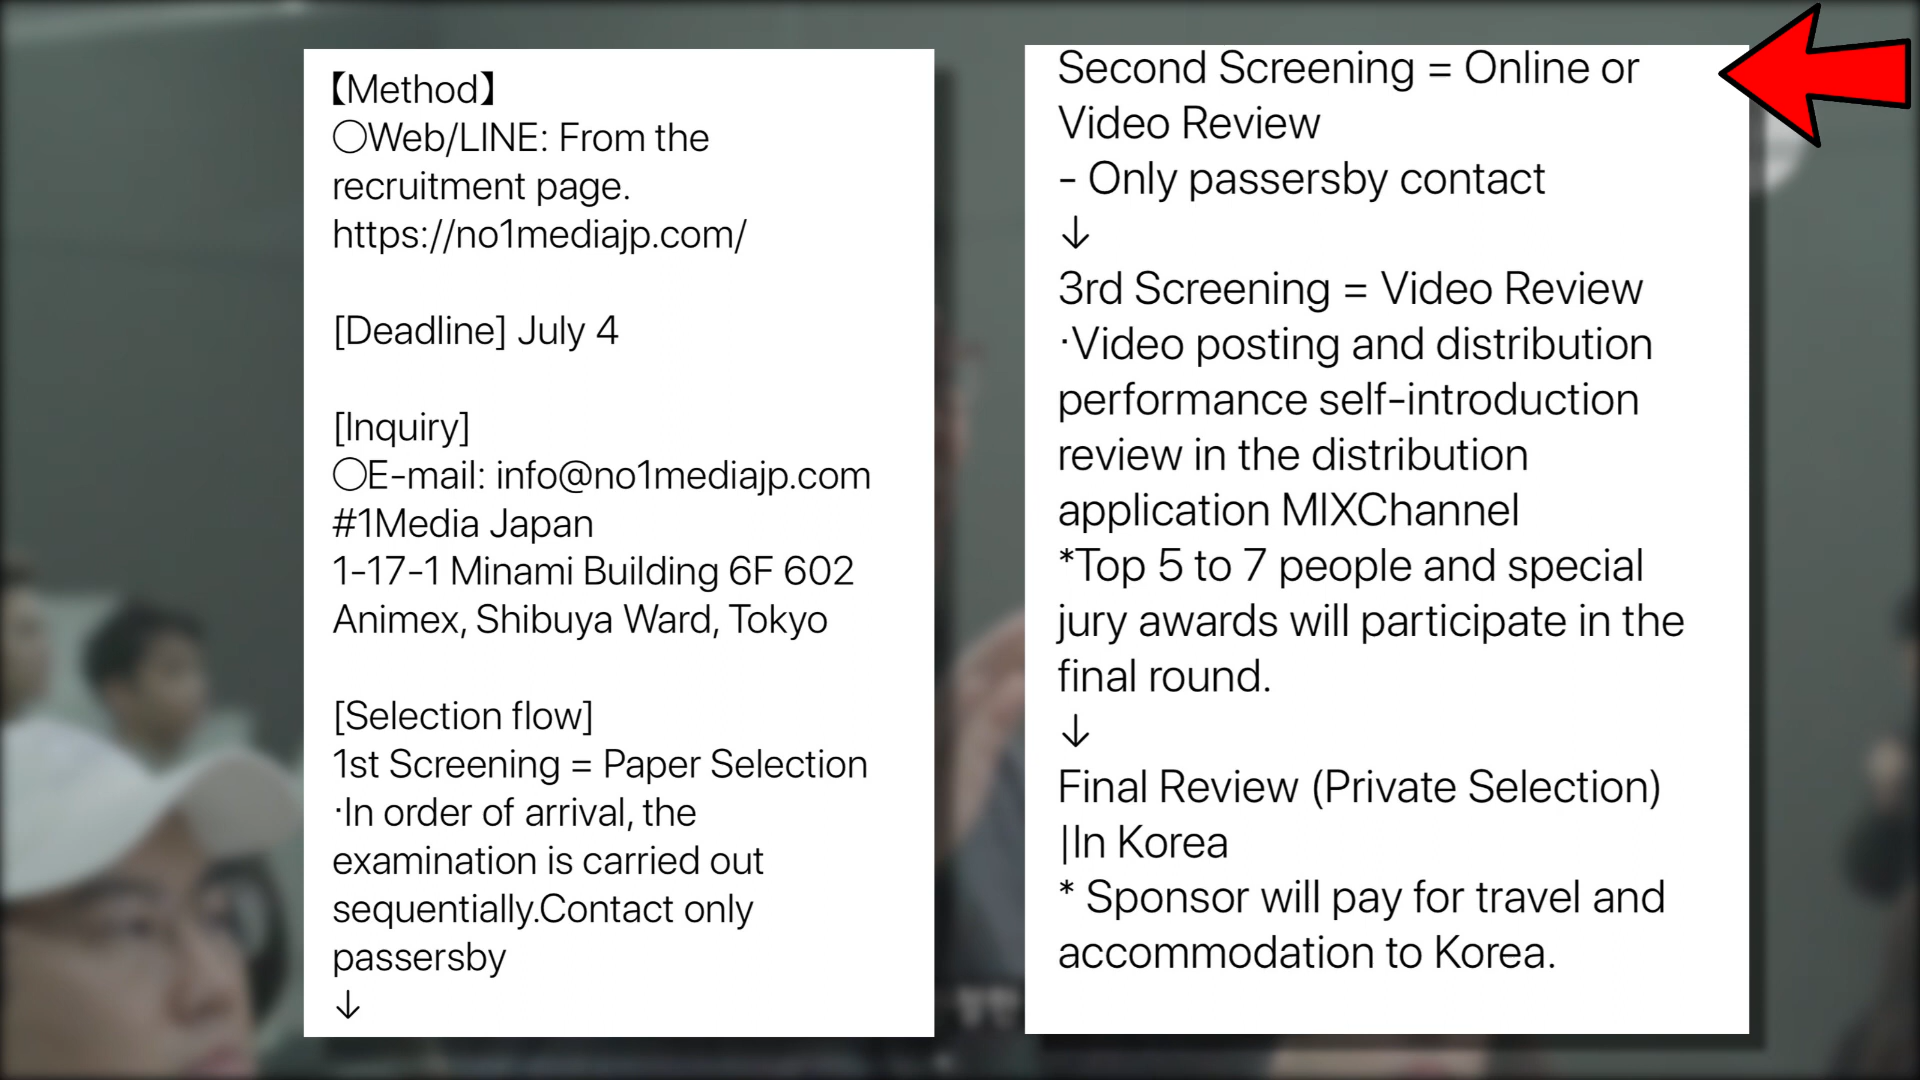 【Method】
◯Web/LINE: From the
recruitment page.
https://no1mediajp.com/
[Deadline] July 4
[Inquiry]
◯E-mail: info@no1mediajp.com
#1Media Japan
1-17-1 Minami Building 6F 602
Animex, Shibuya Ward, Tokyo
[Selection flow]
1st Screening = Paper Selection
·In order of arrival, the
examination is carried out
sequentially.Contact only
passersby
↓
Second Screening = Online or
Video Review
- Only passersby contact
↓
3rd Screening = Video Review
·Video posting and distribution
performance self-introduction
review in the distribution
application MIXChannel
*Top 5 to 7 people and special
jury awards will participate in the
final round.
↓
Final Review (Private Selection)
|In Korea
* Sponsor will pay for travel and
accommodation to Korea.